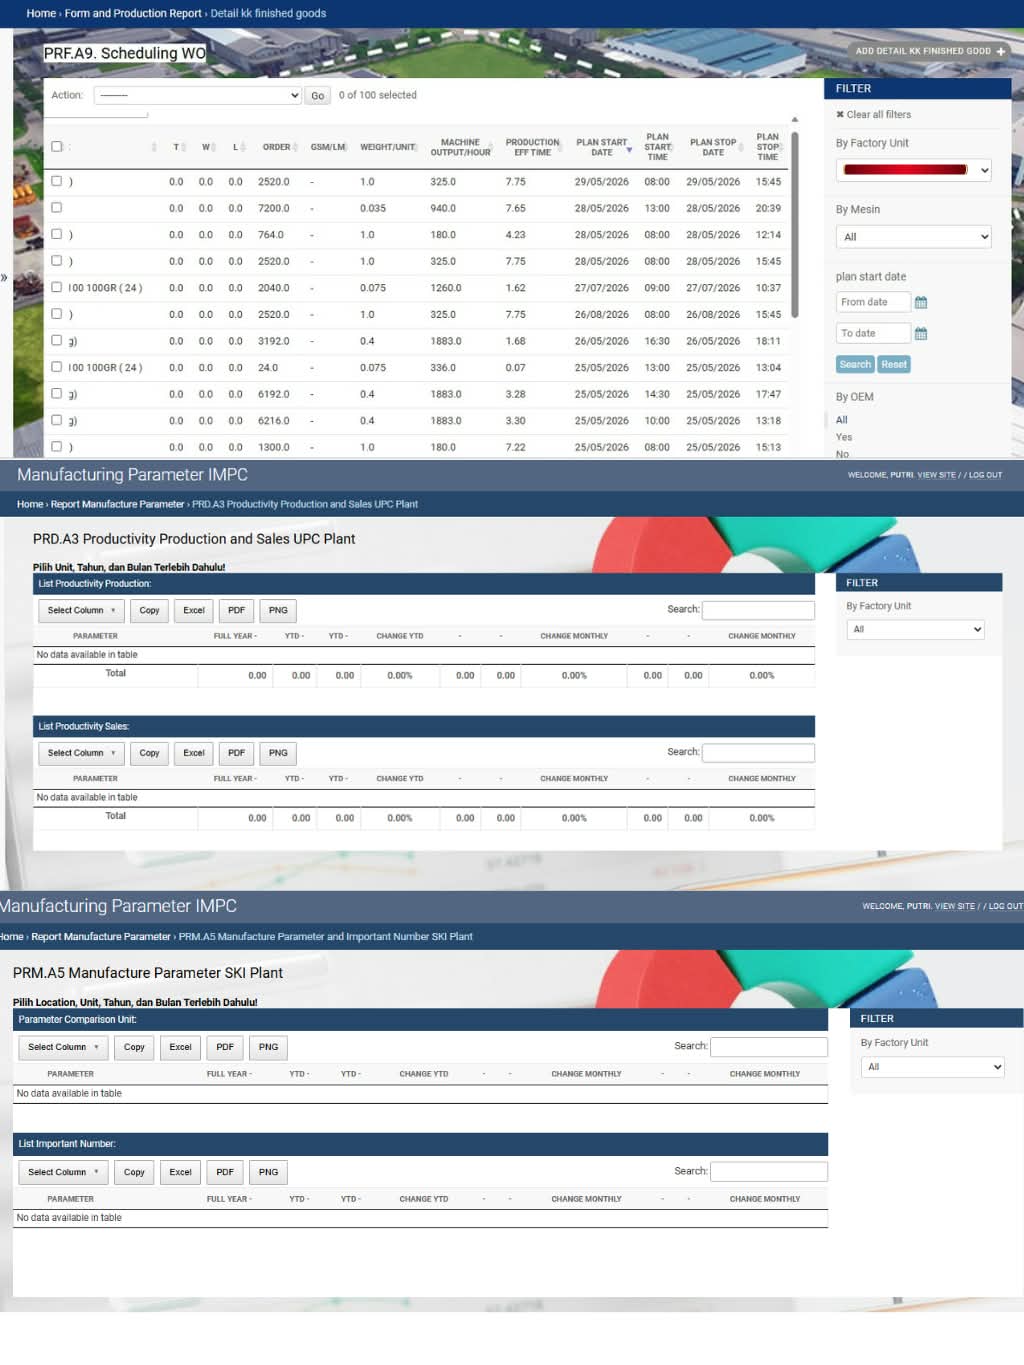 Home › Form and Production Report › Detail kk finished goods
PRF.A9. Scheduling WO
ADD DETAIL KK FINISHED GOOD +
Action: --------- Go 0 of 100 selected
: T W L ORDER GSM/LM WEIGHT/UNIT MACHINE OUTPUT/HOUR PRODUCTION EFF TIME PLAN START DATE PLAN START TIME PLAN STOP DATE PLAN STOP TIME
) 0.0 0.0 0.0 2520.0 - 1.0 325.0 7.75 29/05/2026 08:00 29/05/2026 15:45
0.0 0.0 0.0 7200.0 - 0.035 940.0 7.65 28/05/2026 13:00 28/05/2026 20:39
) 0.0 0.0 0.0 764.0 - 1.0 180.0 4.23 28/05/2026 08:00 28/05/2026 12:14
) 0.0 0.0 0.0 2520.0 - 1.0 325.0 7.75 28/05/2026 08:00 28/05/2026 15:45
100 100GR ( 24 ) 0.0 0.0 0.0 2040.0 - 0.075 1260.0 1.62 27/07/2026 09:00 27/07/2026 10:37
) 0.0 0.0 0.0 2520.0 - 1.0 325.0 7.75 26/08/2026 08:00 26/08/2026 15:45
g) 0.0 0.0 0.0 3192.0 - 0.4 1883.0 1.68 26/05/2026 16:30 26/05/2026 18:11
100 100GR ( 24 ) 0.0 0.0 0.0 24.0 - 0.075 336.0 0.07 25/05/2026 13:00 25/05/2026 13:04
g) 0.0 0.0 0.0 6192.0 - 0.4 1883.0 3.28 25/05/2026 14:30 25/05/2026 17:47
g) 0.0 0.0 0.0 6216.0 - 0.4 1883.0 3.30 25/05/2026 10:00 25/05/2026 13:18
) 0.0 0.0 0.0 1300.0 - 1.0 180.0 7.22 25/05/2026 08:00 25/05/2026 15:13
FILTER
✖ Clear all filters
By Factory Unit
By Mesin
All
plan start date
From date
To date
Search Reset
By OEM
All
Yes
No
»
Manufacturing Parameter IMPC
WELCOME, PUTRI. VIEW SITE / / LOG OUT
Home › Report Manufacture Parameter › PRD.A3 Productivity Production and Sales UPC Plant
PRD.A3 Productivity Production and Sales UPC Plant
Pilih Unit, Tahun, dan Bulan Terlebih Dahulu!
List Productivity Production:
Select Column Copy Excel PDF PNG Search:
PARAMETER FULL YEAR - YTD - YTD - CHANGE YTD - - CHANGE MONTHLY - - CHANGE MONTHLY
No data available in table
Total 0.00 0.00 0.00 0.00% 0.00 0.00 0.00% 0.00 0.00 0.00%
List Productivity Sales:
Select Column Copy Excel PDF PNG Search:
PARAMETER FULL YEAR - YTD - YTD - CHANGE YTD - - CHANGE MONTHLY - - CHANGE MONTHLY
No data available in table
Total 0.00 0.00 0.00 0.00% 0.00 0.00 0.00% 0.00 0.00 0.00%
FILTER
By Factory Unit
All
Manufacturing Parameter IMPC
WELCOME, PUTRI. VIEW SITE / / LOG OUT
Home › Report Manufacture Parameter › PRM.A5 Manufacture Parameter and Important Number SKI Plant
PRM.A5 Manufacture Parameter SKI Plant
Pilih Location, Unit, Tahun, dan Bulan Terlebih Dahulu!
Parameter Comparison Unit:
Select Column Copy Excel PDF PNG Search:
PARAMETER FULL YEAR - YTD - YTD - CHANGE YTD - - CHANGE MONTHLY - - CHANGE MONTHLY
No data available in table
List Important Number:
Select Column Copy Excel PDF PNG Search:
PARAMETER FULL YEAR - YTD - YTD - CHANGE YTD - - CHANGE MONTHLY - - CHANGE MONTHLY
No data available in table
FILTER
By Factory Unit
All